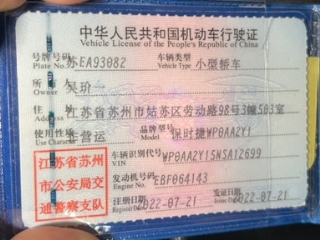 中华人民共和国机动车行驶证
Vehicle License of the People's Republic of China
号牌号码 苏EA93082 车辆类型 小型轿车
Plate No. Vehicle Type
所有人 吴玠一
Owner
住址 江苏省苏州市姑苏区劳动路98号3幢503室
Address
使用性质 非营运 品牌型号 保时捷WP0AA2Y1
Use Character Model
江苏省苏州
市公安局交
通警察支队
车辆识别代号 WP0AA2Y15NSA12699
VIN
发动机号码 EBF064143
Engine No.
注册日期 2022-07-21 发证日期 2022-07-21
Register Date Issue Date